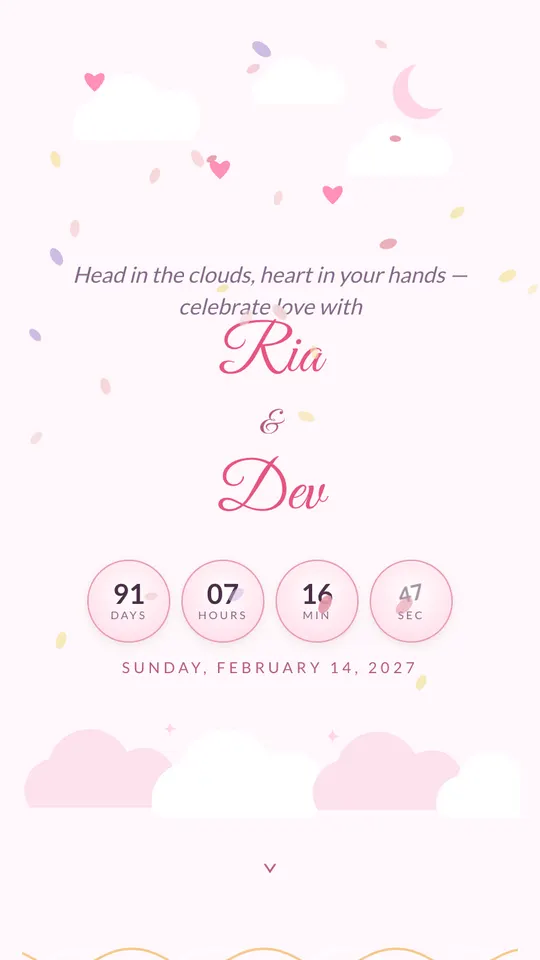 Head in the clouds, heart in your hands —
celebrate love with
Ria
&
Dev
91 07 16 47
DAYS HOURS MIN SEC
SUNDAY, FEBRUARY 14, 2027